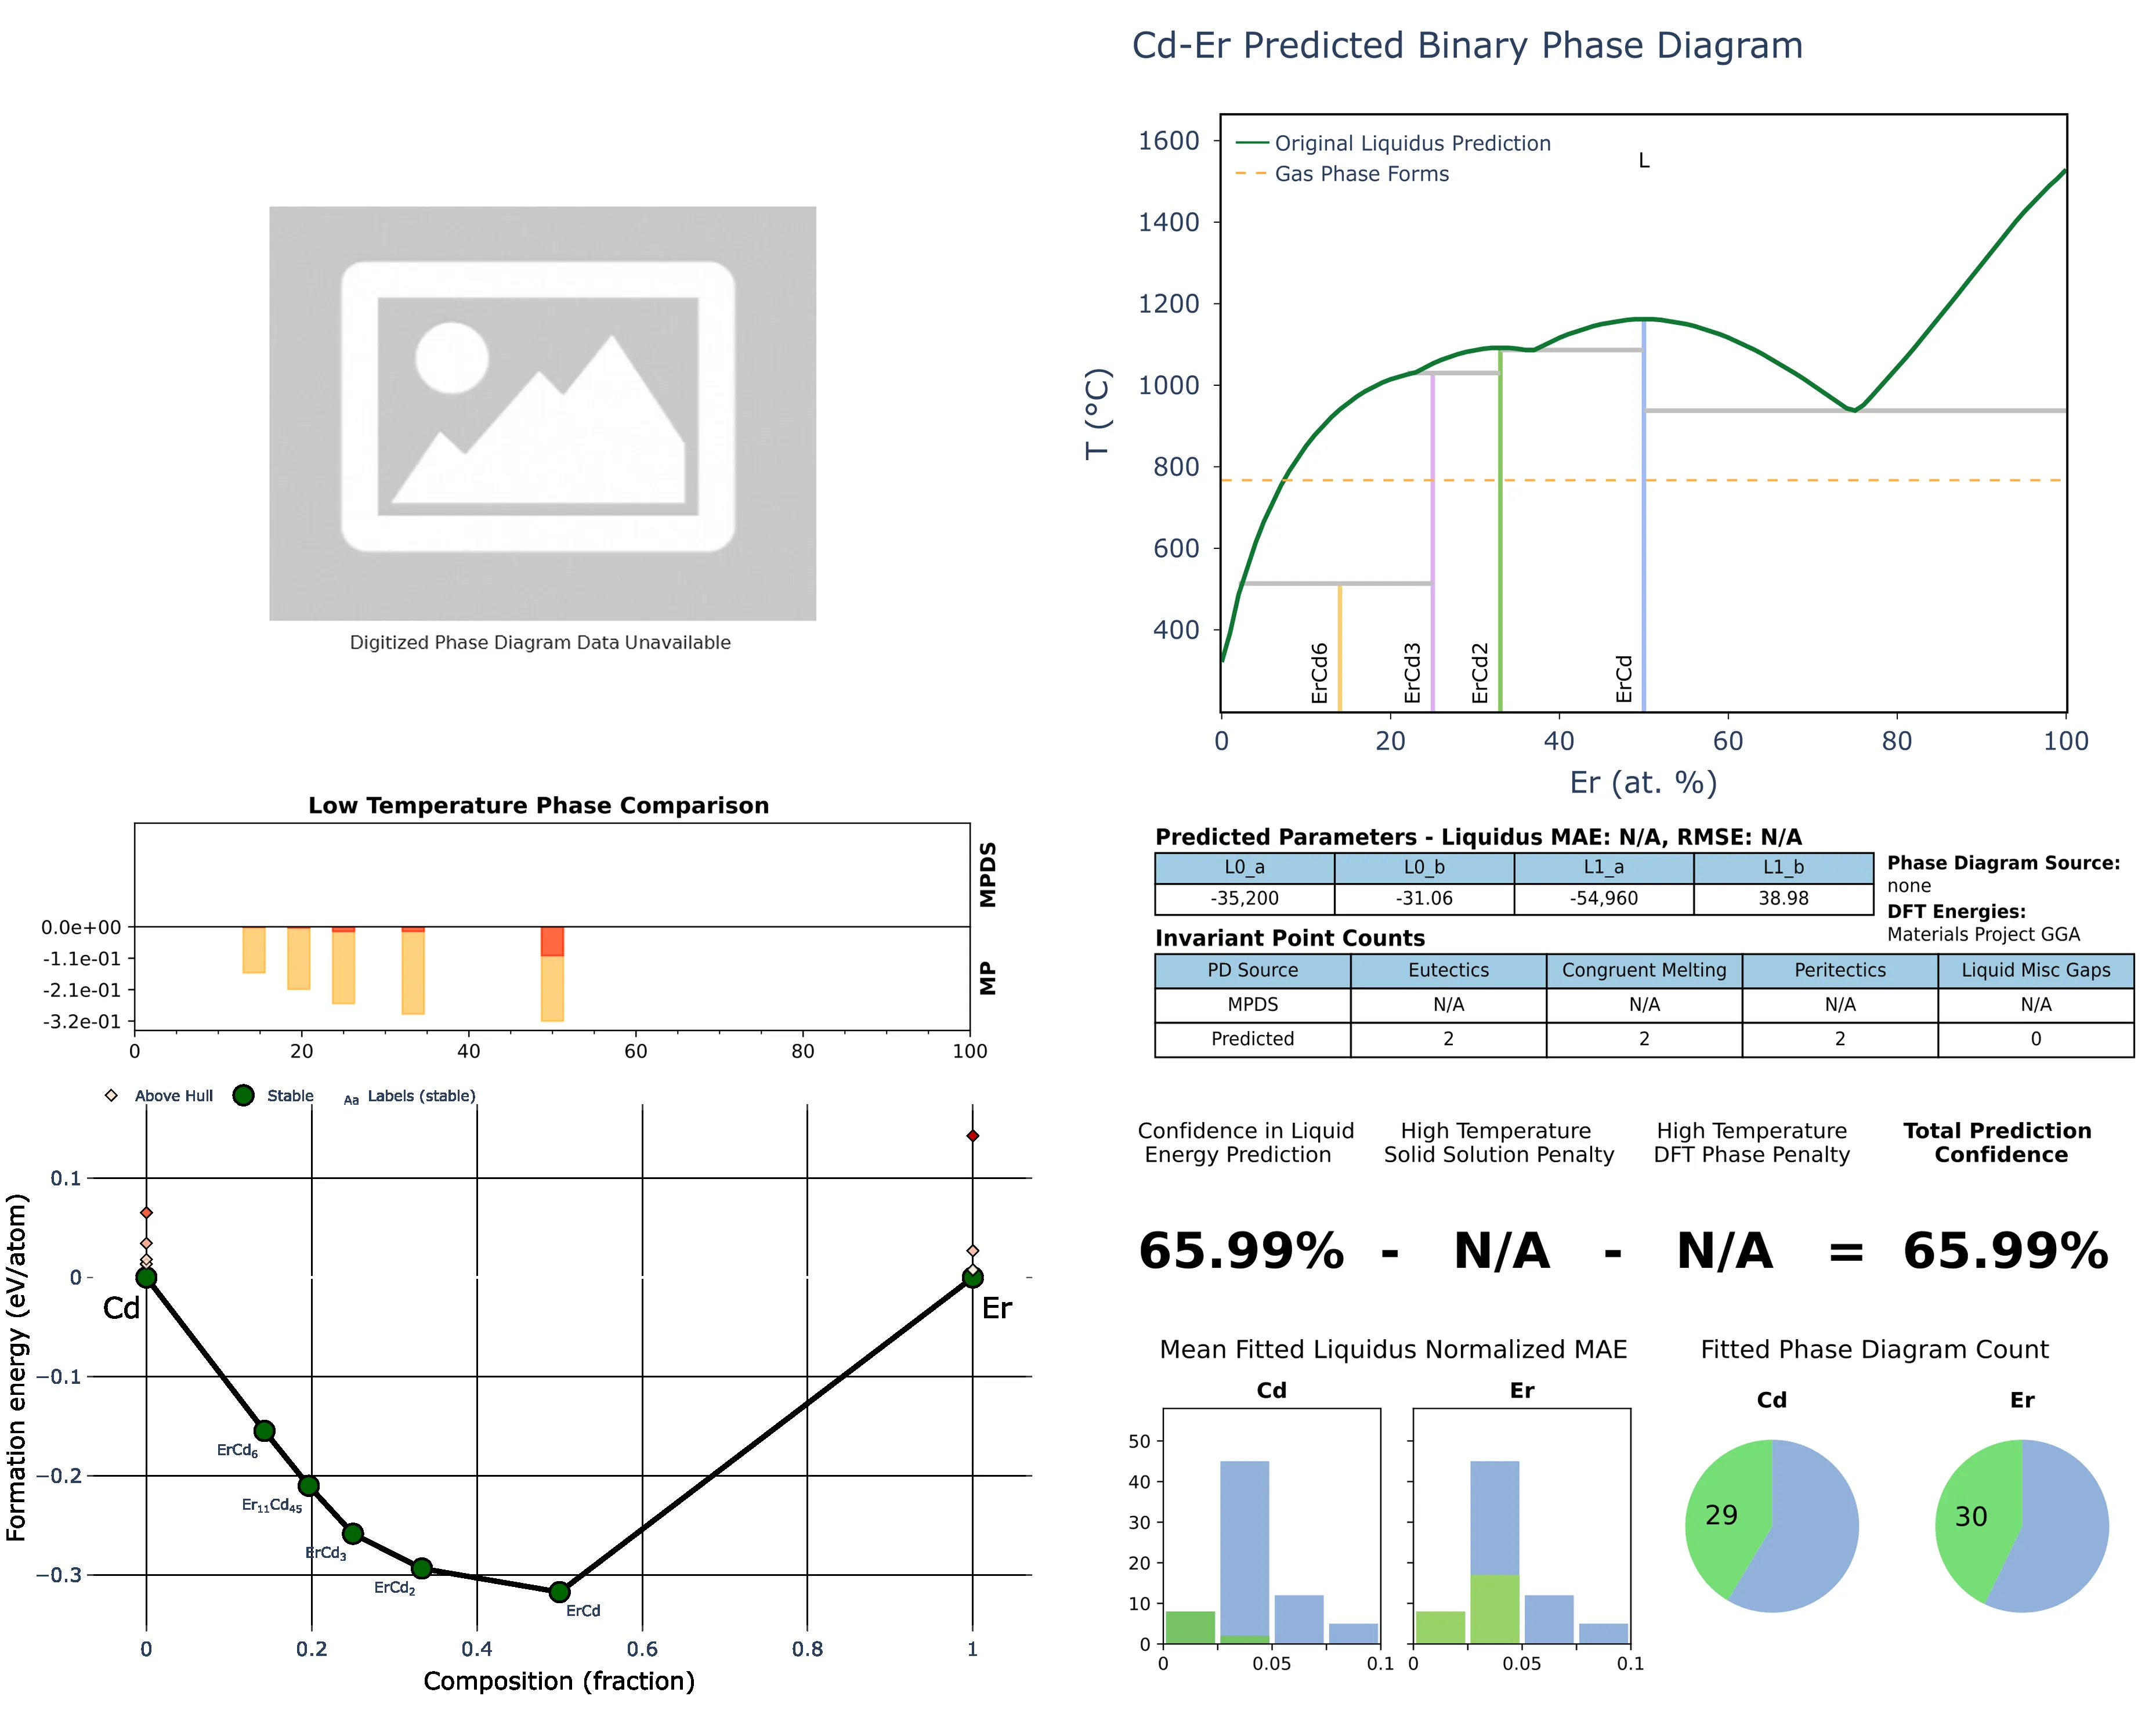 Cd-Er Predicted Binary Phase Diagram
Original Liquidus Prediction
Gas Phase Forms
L
1600
1400
1200
1000
800
600
400
T (°C)
ErCd6
ErCd3
ErCd2
ErCd
0 20 40 60 80 100
Er (at. %)
Digitized Phase Diagram Data Unavailable
Low Temperature Phase Comparison
MPDS
MP
0.0e+00
-1.1e-01
-2.1e-01
-3.2e-01
0 20 40 60 80 100
Predicted Parameters - Liquidus MAE: N/A, RMSE: N/A
L0_a L0_b L1_a L1_b
-35,200 -31.06 -54,960 38.98
Phase Diagram Source:
none
DFT Energies:
Materials Project GGA
Invariant Point Counts
PD Source Eutectics Congruent Melting Peritectics Liquid Misc Gaps
MPDS N/A N/A N/A N/A
Predicted 2 2 2 0
Above Hull Stable Aa Labels (stable)
0.1
0
−0.1
−0.2
−0.3
Formation energy (eV/atom)
Cd
Er
ErCd6
Er11Cd45
ErCd3
ErCd2
ErCd
0 0.2 0.4 0.6 0.8 1
Composition (fraction)
Confidence in Liquid
Energy Prediction
High Temperature
Solid Solution Penalty
High Temperature
DFT Phase Penalty
Total Prediction
Confidence
65.99% - N/A - N/A = 65.99%
Mean Fitted Liquidus Normalized MAE
Cd
Er
50
40
30
20
10
0
0 0.05 0.1
0 0.05 0.1
Fitted Phase Diagram Count
Cd
Er
29
30